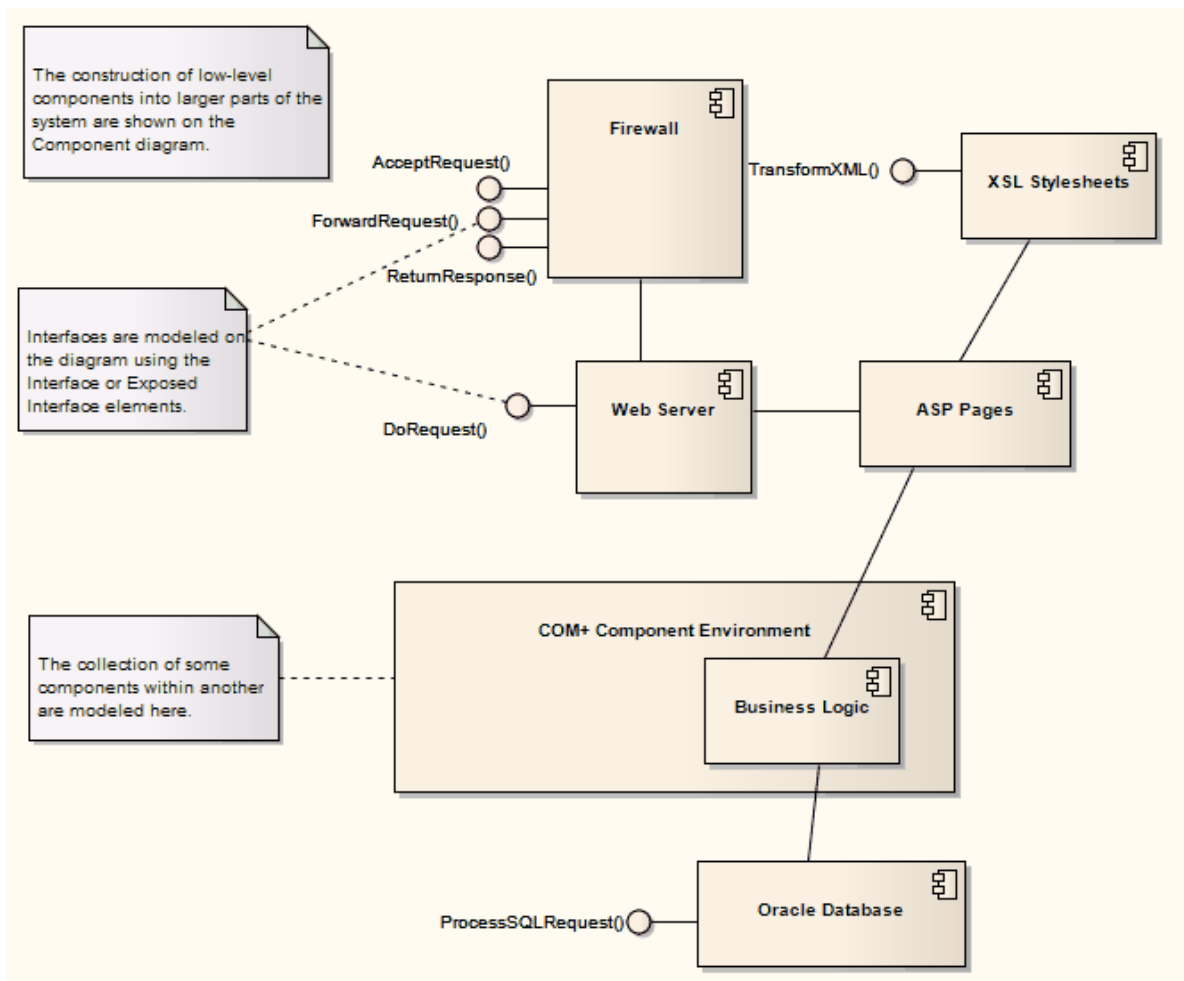 The construction of low-level
components into larger parts of the
system are shown on the
Component diagram.
Firewall
AcceptRequest()
ForwardRequest()
ReturnResponse()
TransformXML()
XSL Stylesheets
Interfaces are modeled on
the diagram using the
Interface or Exposed
Interface elements.
Web Server
DoRequest()
ASP Pages
COM+ Component Environment
The collection of some
components within another
are modeled here.
Business Logic
Oracle Database
ProcessSQLRequest()